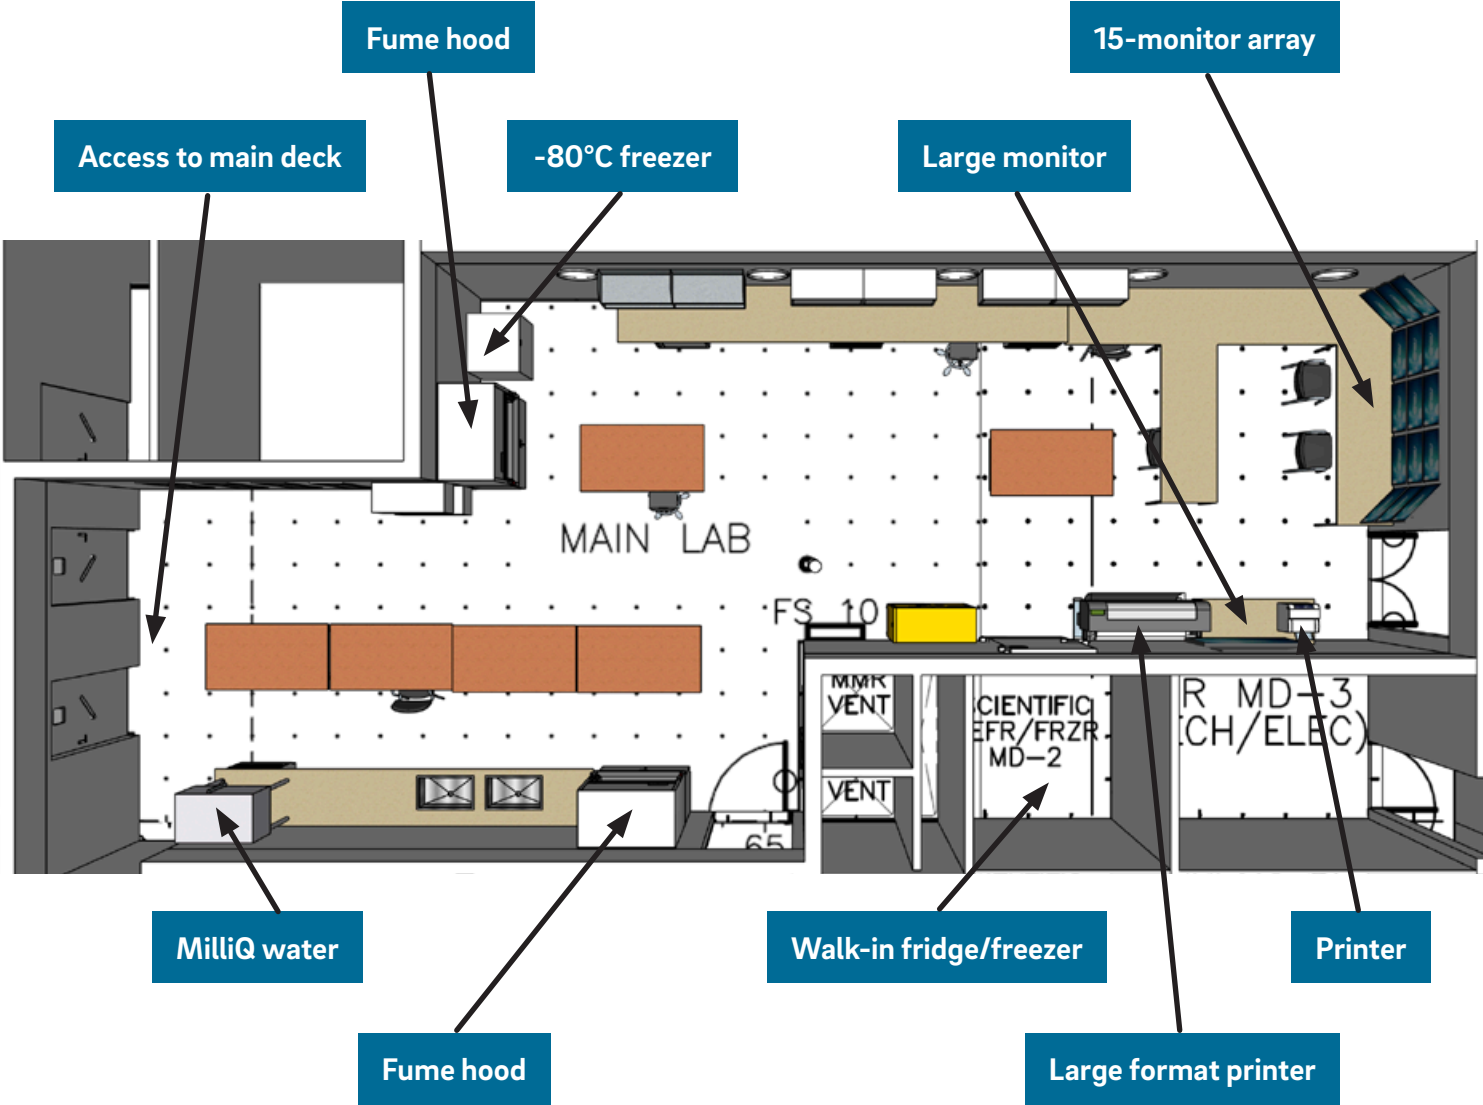 Fume hood
15-monitor array
Access to main deck
-80°C freezer
Large monitor
MAIN LAB
FS 10
MMR
VENT
CIENTIFIC
EFR/FRZR
MD-2
R MD-3
CH/ELEC)
VENT
65
MilliQ water
Walk-in fridge/freezer
Printer
Fume hood
Large format printer